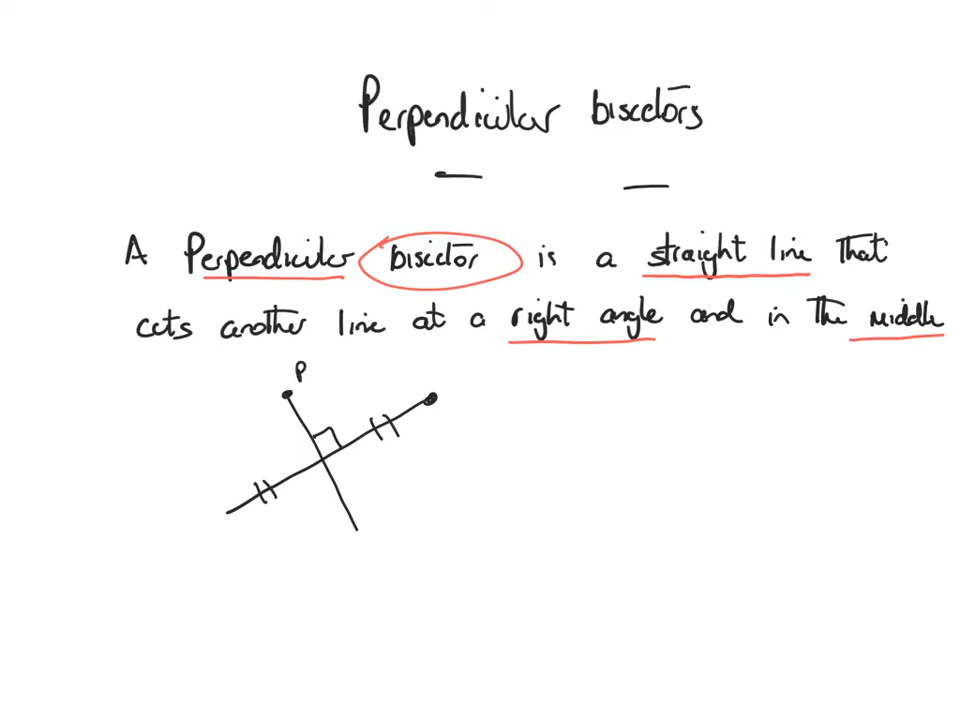 Perpendicular bisectors
A Perpendicular bisector is a straight line that
cuts another line at a right angle and in the middle
P